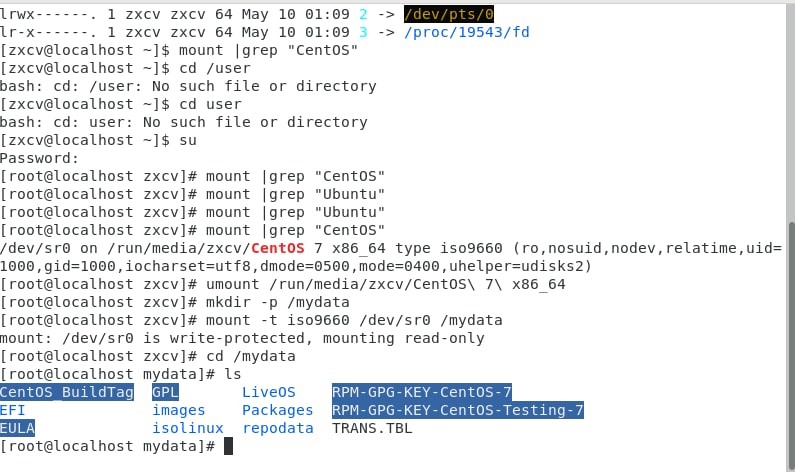 lrwx------. 1 zxcv zxcv 64 May 10 01:09 2 -> /dev/pts/0
lr-x------. 1 zxcv zxcv 64 May 10 01:09 3 -> /proc/19543/fd
[zxcv@localhost ~]$ mount |grep "CentOS"
[zxcv@localhost ~]$ cd /user
bash: cd: /user: No such file or directory
[zxcv@localhost ~]$ cd user
bash: cd: user: No such file or directory
[zxcv@localhost ~]$ su
Password:
[root@localhost zxcv]# mount |grep "CentOS"
[root@localhost zxcv]# mount |grep "Ubuntu"
[root@localhost zxcv]# mount |grep "Ubuntu"
[root@localhost zxcv]# mount |grep "CentOS"
/dev/sr0 on /run/media/zxcv/CentOS 7 x86_64 type iso9660 (ro,nosuid,nodev,relatime,uid=
1000,gid=1000,iocharset=utf8,dmode=0500,mode=0400,uhelper=udisks2)
[root@localhost zxcv]# umount /run/media/zxcv/CentOS\ 7\ x86_64
[root@localhost zxcv]# mkdir -p /mydata
[root@localhost zxcv]# mount -t iso9660 /dev/sr0 /mydata
mount: /dev/sr0 is write-protected, mounting read-only
[root@localhost zxcv]# cd /mydata
[root@localhost mydata]# ls
CentOS_BuildTag  GPL       LiveOS    RPM-GPG-KEY-CentOS-7
EFI              images    Packages  RPM-GPG-KEY-CentOS-Testing-7
EULA             isolinux  repodata  TRANS.TBL
[root@localhost mydata]#